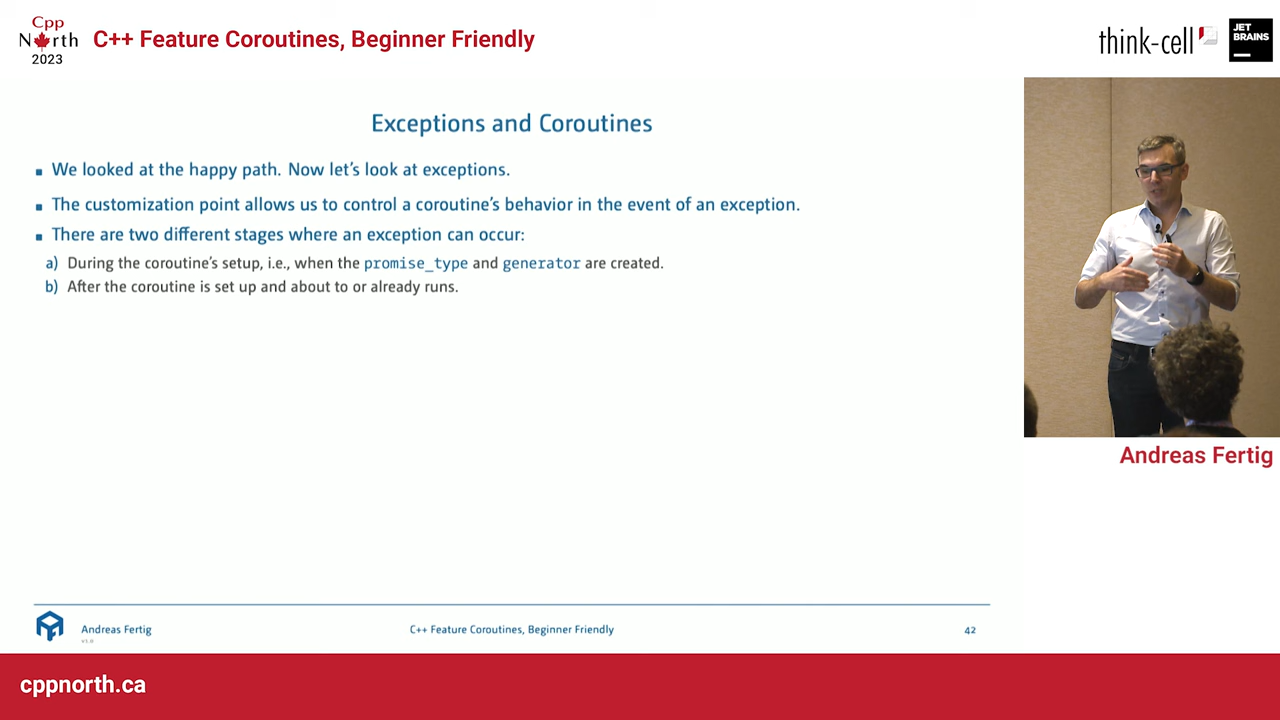 Cpp
North
2023
C++ Feature Coroutines, Beginner Friendly
think-cell
JET
BRAINS
Exceptions and Coroutines
▪ We looked at the happy path. Now let's look at exceptions.
▪ The customization point allows us to control a coroutine's behavior in the event of an exception.
▪ There are two different stages where an exception can occur:
a) During the coroutine's setup, i.e., when the promise_type and generator are created.
b) After the coroutine is set up and about to or already runs.
Andreas Fertig
Andreas Fertig
v1.0
C++ Feature Coroutines, Beginner Friendly
42
cppnorth.ca